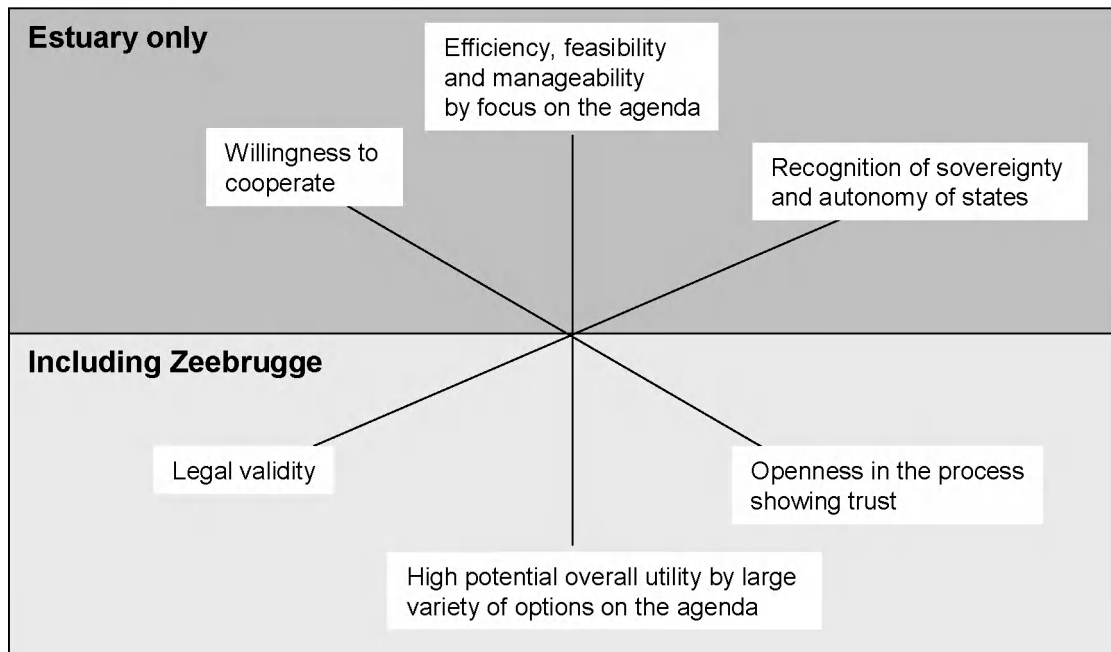 Estuary only
Efficiency, feasibility
and manageability
by focus on the agenda
Willingness to
cooperate
Recognition of sovereignty
and autonomy of states
Including Zeebrugge
Legal validity
Openness in the process
showing trust
High potential overall utility by large
variety of options on the agenda